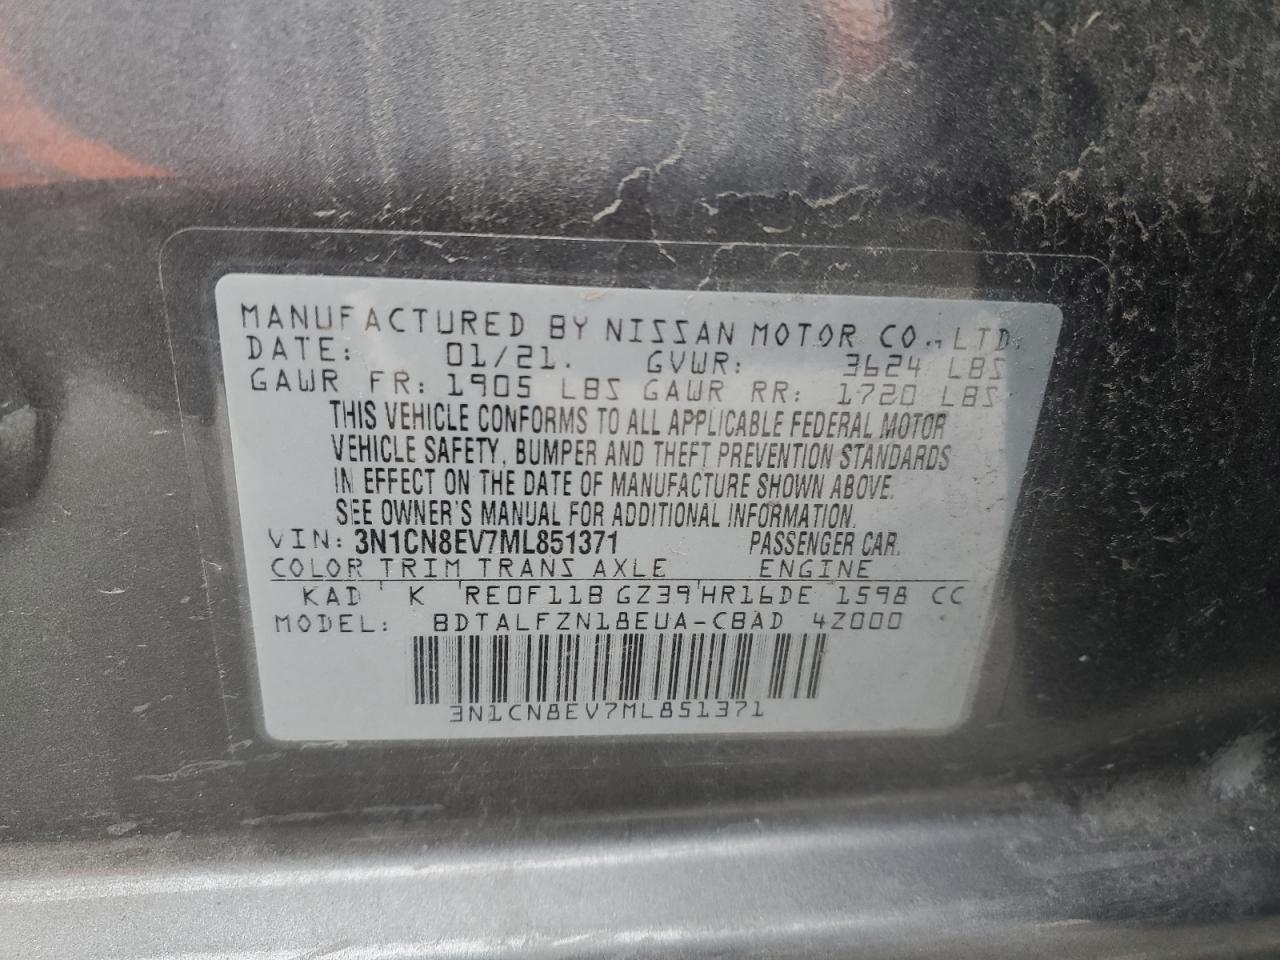 MANUFACTURED BY NISSAN MOTOR CO., LTD.
DATE: 01/21. GVWR: 3624 LBS
GAWR FR: 1905 LBS GAWR RR: 1720 LBS
THIS VEHICLE CONFORMS TO ALL APPLICABLE FEDERAL MOTOR
VEHICLE SAFETY, BUMPER AND THEFT PREVENTION STANDARDS
IN EFFECT ON THE DATE OF MANUFACTURE SHOWN ABOVE.
SEE OWNER'S MANUAL FOR ADDITIONAL INFORMATION.
VIN: 3N1CN8EV7ML851371 PASSENGER CAR.
COLOR TRIM TRANS AXLE ENGINE
KAD K RE0F11B GZ39 HR16DE 1598 CC
MODEL: BDTALFZN18EUA-CBAD 4Z000
3N1CN8EV7ML851371